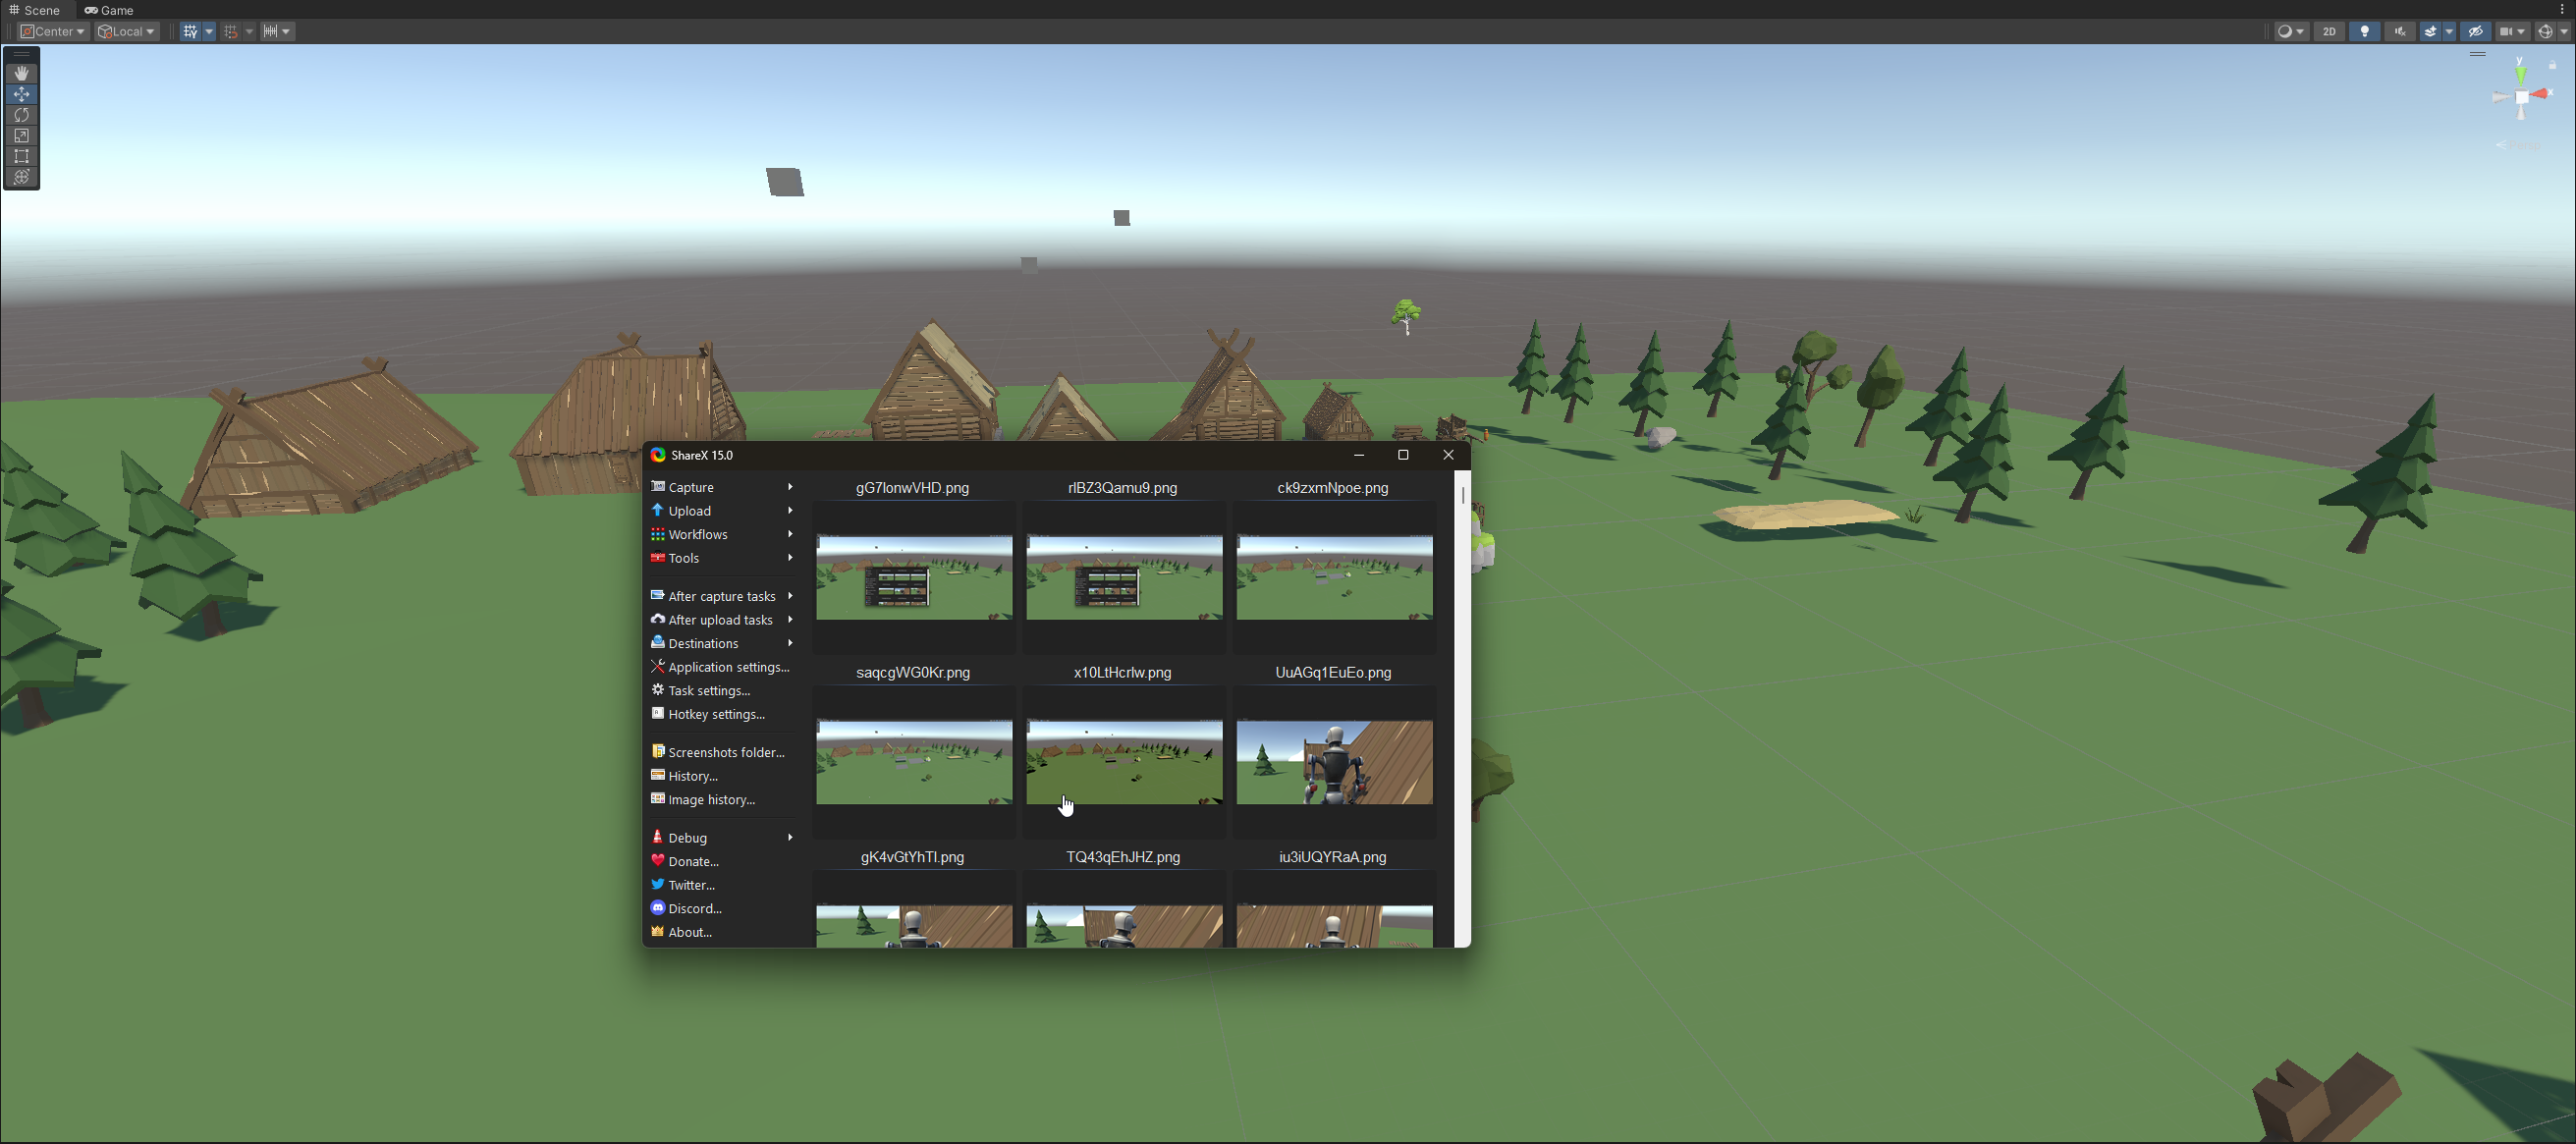 Scene
Game
Center
Local
2D
y
x
Persp
ShareX 15.0
Capture
Upload
Workflows
Tools
After capture tasks
After upload tasks
Destinations
Application settings...
Task settings...
Hotkey settings...
Screenshots folder...
History...
Image history...
Debug
Donate...
Twitter...
Discord...
About...
gG7lonwVHD.png
rlBZ3Qamu9.png
ck9zxmNpoe.png
saqcgWG0Kr.png
x10LtHcrlw.png
UuAGq1EuEo.png
gK4vGtYhTl.png
TQ43qEhJHZ.png
iu3iUQYRaA.png